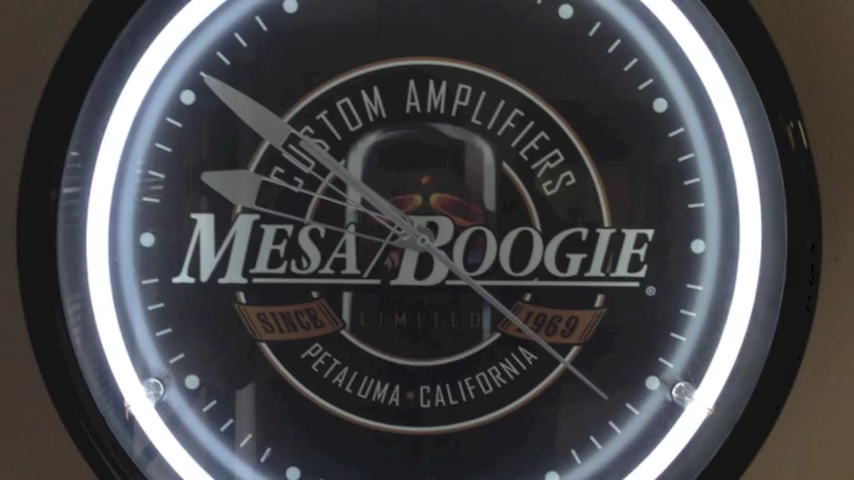 CUSTOM AMPLIFIERS
MESA/BOOGIE®
SINCE LIMITED 1969
PETALUMA • CALIFORNIA